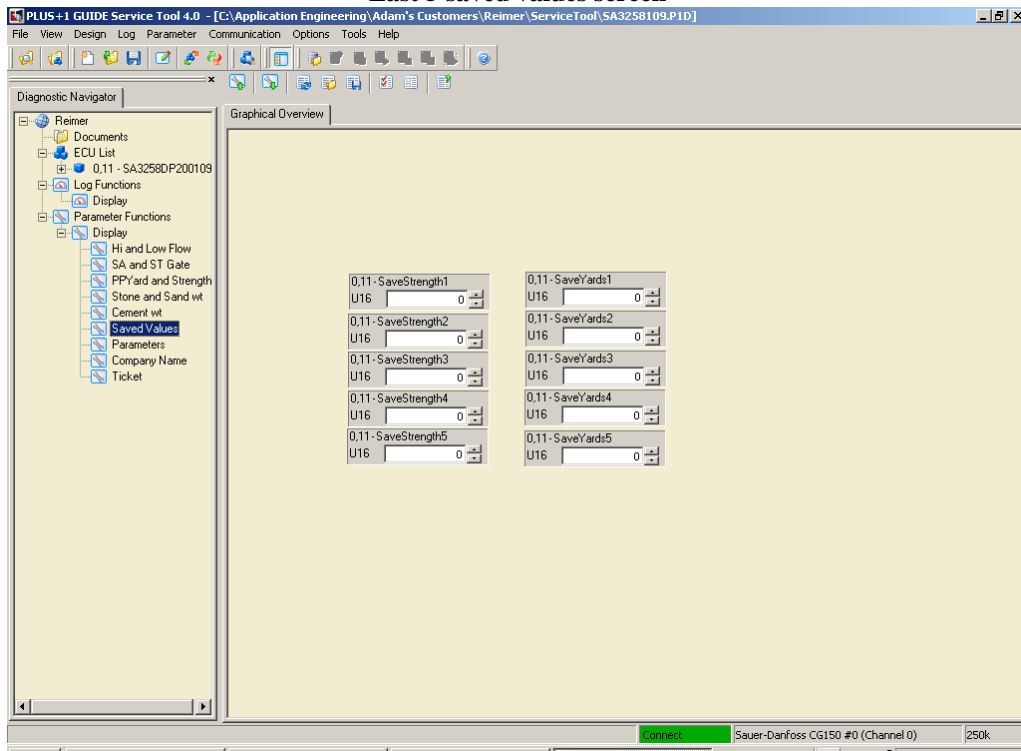 Last 5 saved values screen
PLUS+1 GUIDE Service Tool 4.0 - [C:\Application Engineering\Adam's Customers\Reimer\ServiceTool\SA3258109.P1D]
File View Design Log Parameter Communication Options Tools Help
Diagnostic Navigator
Graphical Overview
Reimer
Documents
ECU List
0,11 - SA3258DP200109
Log Functions
Display
Parameter Functions
Display
Hi and Low Flow
SA and ST Gate
PPYard and Strength
Stone and Sand wt
Cement wt
Saved Values
Parameters
Company Name
Ticket
0,11 - SaveStrength1
U16 0
0,11 - SaveStrength2
U16 0
0,11 - SaveStrength3
U16 0
0,11 - SaveStrength4
U16 0
0,11 - SaveStrength5
U16 0
0,11 - SaveYards1
U16 0
0,11 - SaveYards2
U16 0
0,11 - SaveYards3
U16 0
0,11 - SaveYards4
U16 0
0,11 - SaveYards5
U16 0
Connect Sauer-Danfoss CG150 #0 (Channel 0) 250k